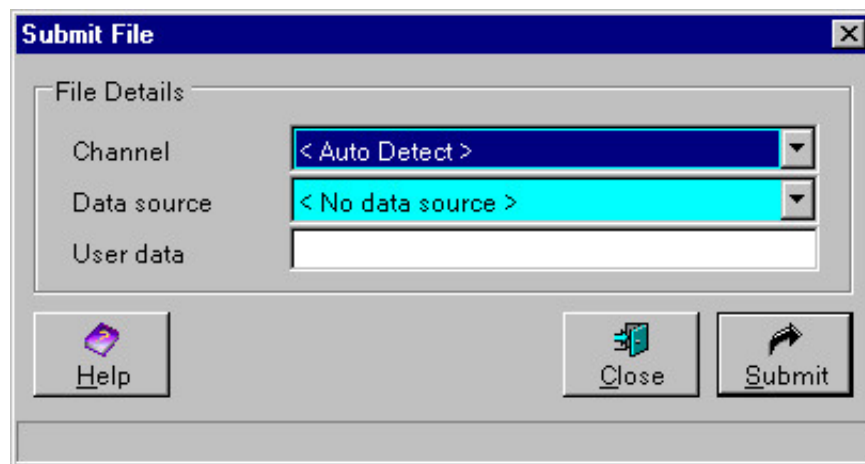 Submit File
File Details
Channel
< Auto Detect >
Data source
< No data source >
User data
Help
Close
Submit